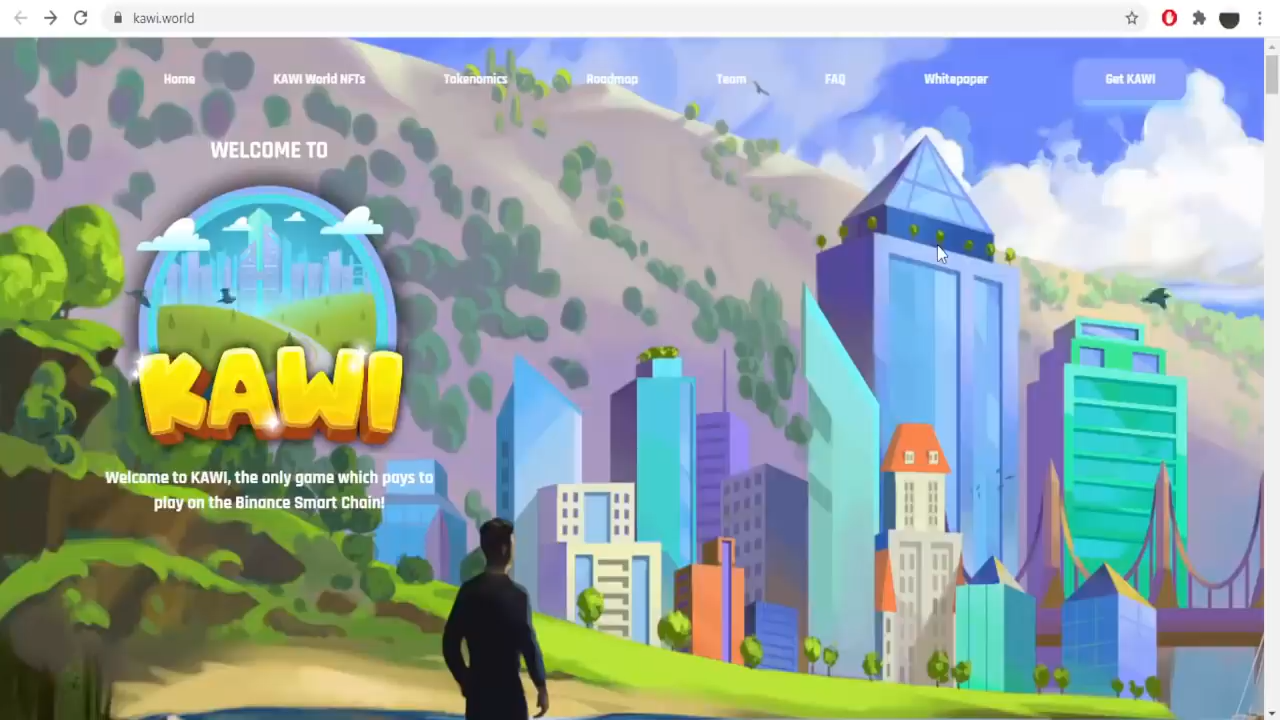 kawi.world
Home KAWI World NFTs Tokenomics Roadmap Team FAQ Whitepaper Get KAWI
WELCOME TO
KAWI
Welcome to KAWI, the only game which pays to
play on the Binance Smart Chain!